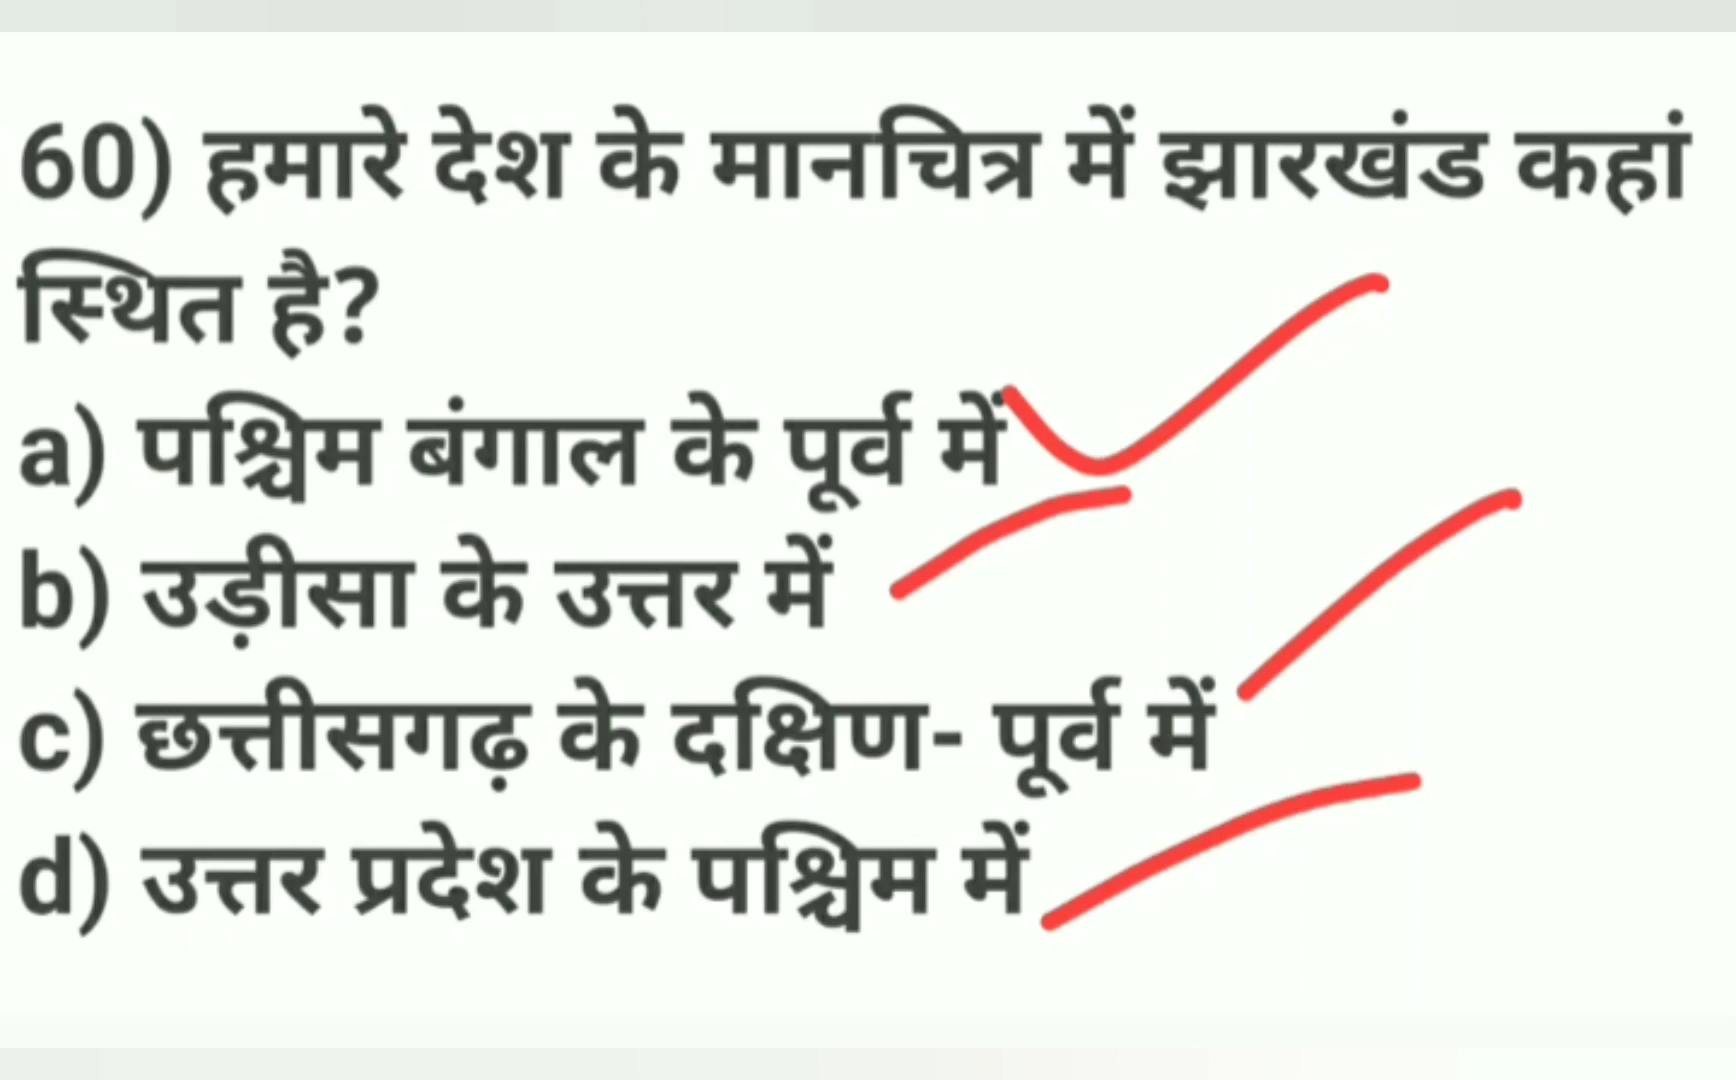 60) हमारे देश के मानचित्र में झारखंड कहां
स्थित है?
a) पश्चिम बंगाल के पूर्व में
b) उड़ीसा के उत्तर में
c) छत्तीसगढ़ के दक्षिण- पूर्व में
d) उत्तर प्रदेश के पश्चिम में